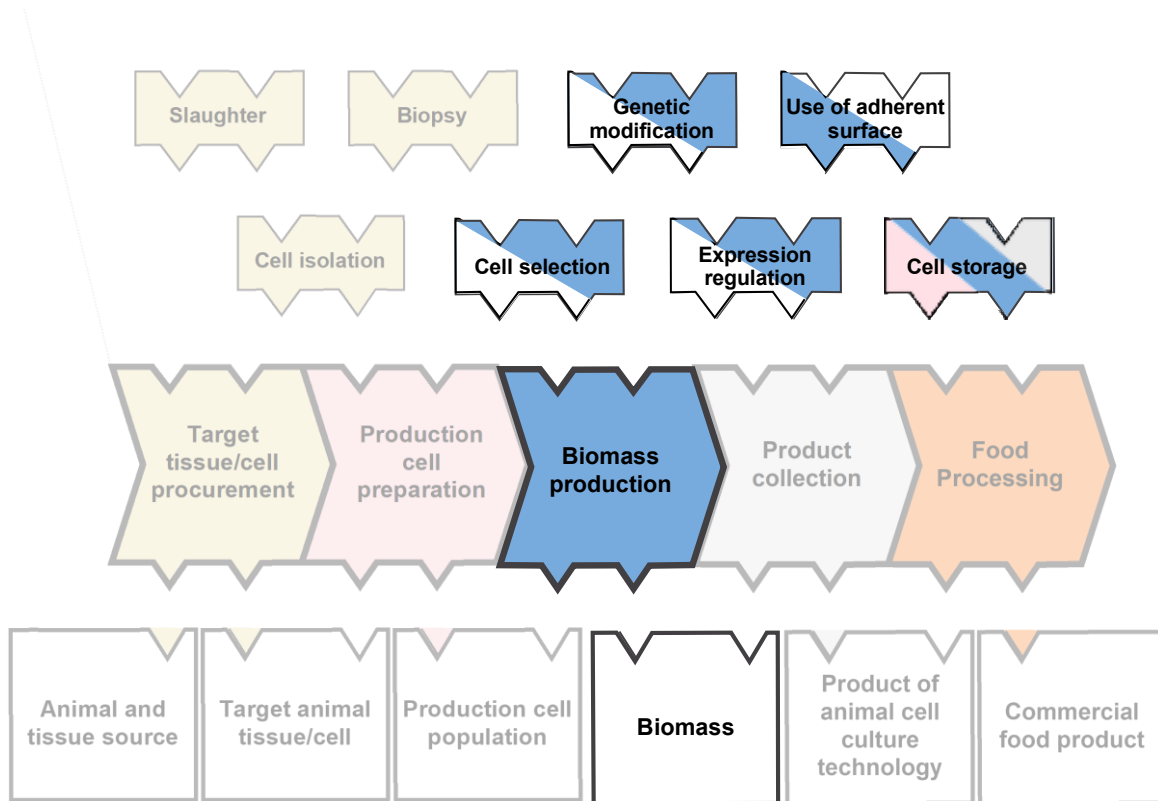 Slaughter
Biopsy
Genetic
modification
Use of adherent
surface
Cell isolation
Cell selection
Expression
regulation
Cell storage
Target
tissue/cell
procurement
Production
cell
preparation
Biomass
production
Product
collection
Food
Processing
Animal and
tissue source
Target animal
tissue/cell
Production cell
population
Biomass
Product of
animal cell
culture
technology
Commercial
food product